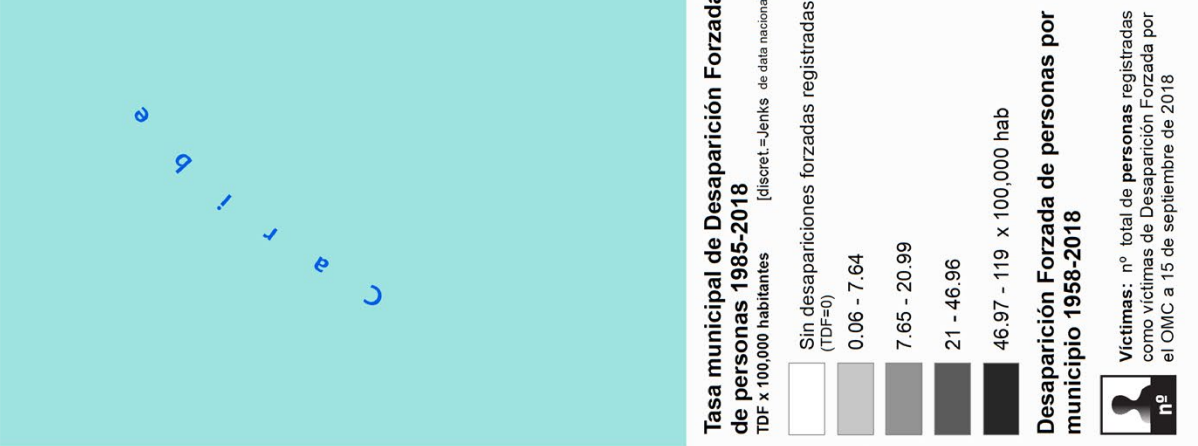 Caribe
Tasa municipal de Desaparición Forzada
de personas 1985-2018
TDF x 100,000 habitantes [discret.=Jenks de data naciona
Sin desapariciones forzadas registradas
(TDF=0)
0.06 - 7.64
7.65 - 20.99
21 - 46.96
46.97 - 119 x 100,000 hab
Desaparición Forzada de personas por
municipio 1958-2018
Víctimas: nº total de personas registradas
como víctimas de Desaparición Forzada por
el OMC a 15 de septiembre de 2018
nº